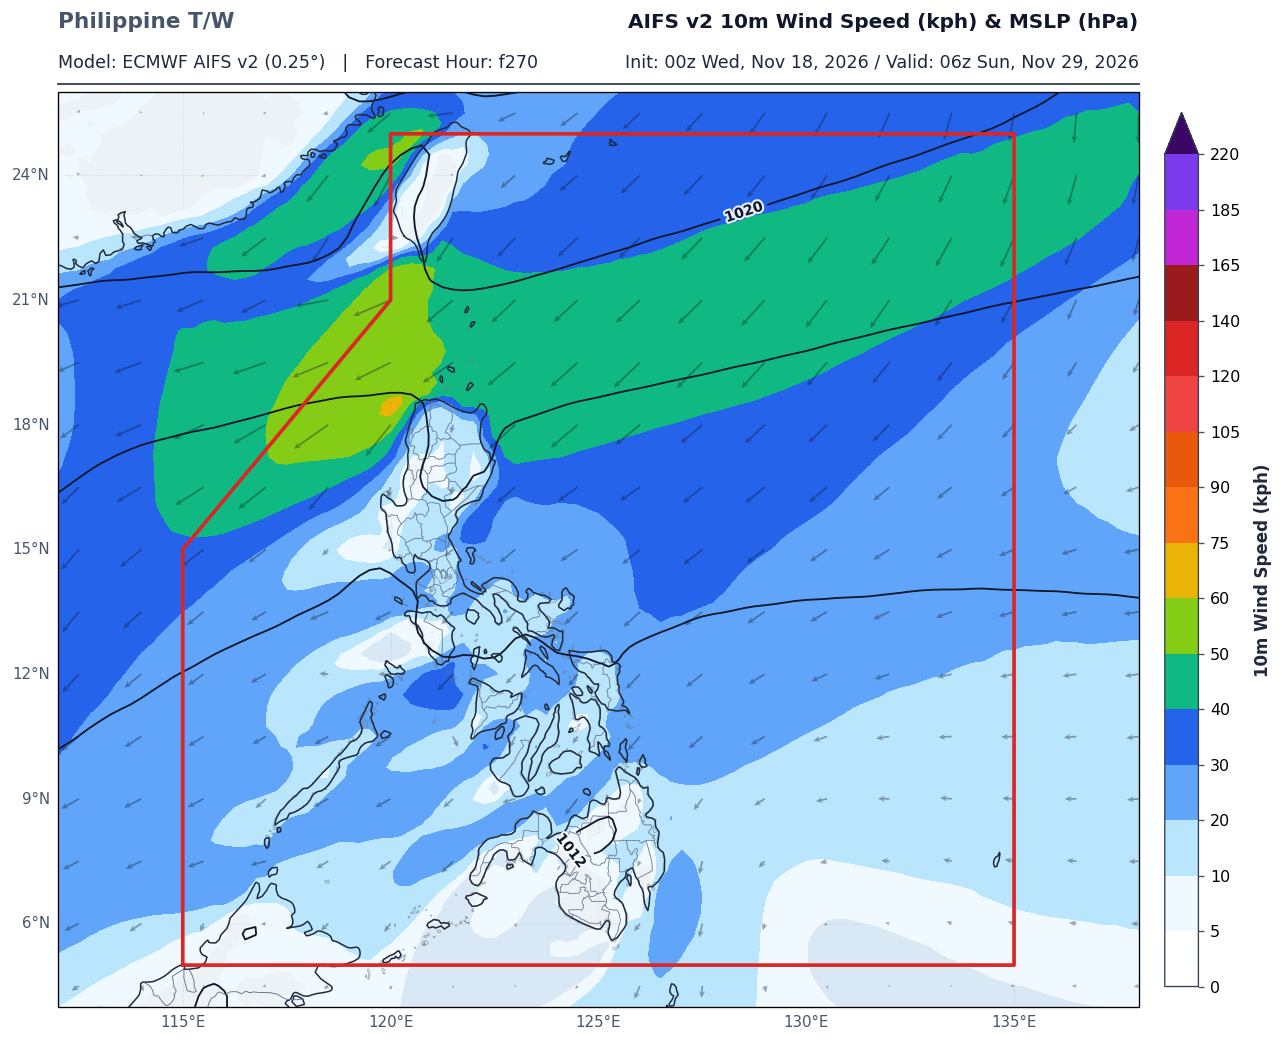 Philippine T/W
AIFS v2 10m Wind Speed (kph) & MSLP (hPa)
Model: ECMWF AIFS v2 (0.25°) | Forecast Hour: f270
Init: 00z Wed, Nov 18, 2026 / Valid: 06z Sun, Nov 29, 2026
24°N
21°N
18°N
15°N
12°N
9°N
6°N
1020
1012
115°E
120°E
125°E
130°E
135°E
220
185
165
140
120
105
90
75
60
50
40
30
20
10
5
0
10m Wind Speed (kph)